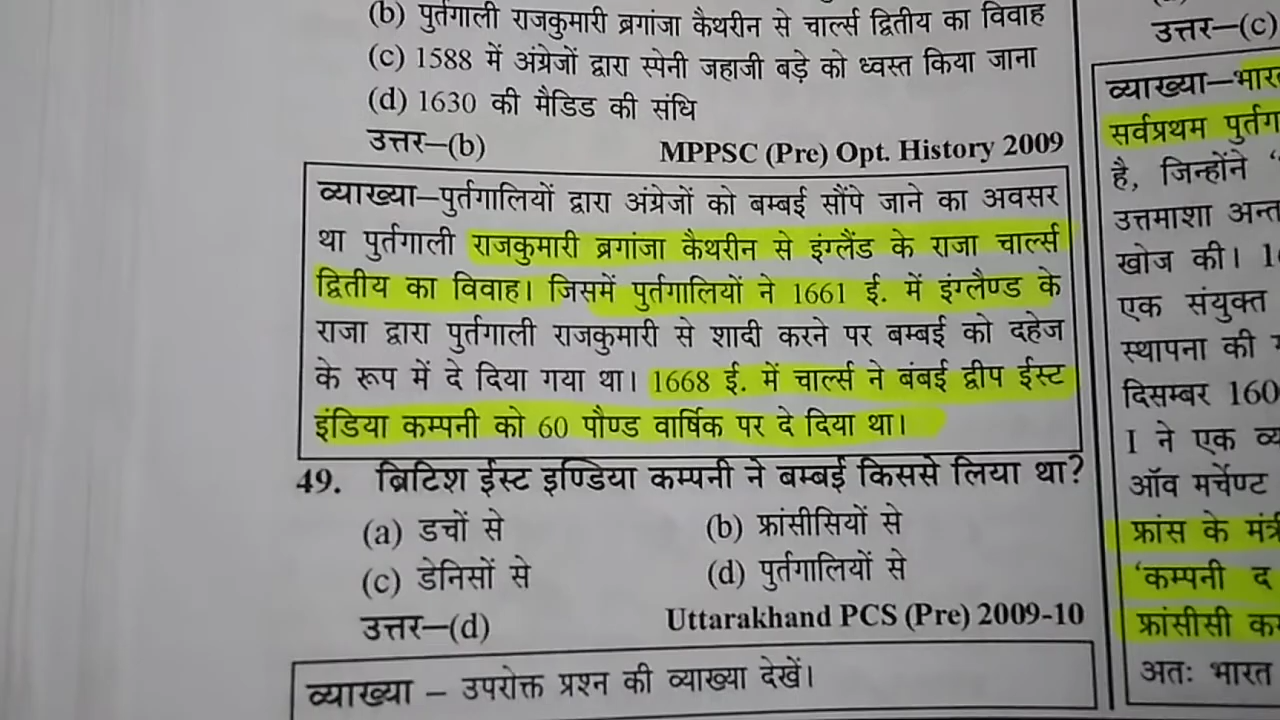 (b) पुर्तगाली राजकुमारी ब्रगांजा कैथरीन से चार्ल्स द्वितीय का विवाह
(c) 1588 में अंग्रेजों द्वारा स्पेनी जहाजी बड़े को ध्वस्त किया जाना
(d) 1630 की मैडिड की संधि
उत्तर–(b)
MPPSC (Pre) Opt. History 2009
व्याख्या–पुर्तगालियों द्वारा अंग्रेजों को बम्बई सौंपे जाने का अवसर
था पुर्तगाली राजकुमारी ब्रगांजा कैथरीन से इंग्लैंड के राजा चार्ल्स
द्वितीय का विवाह। जिसमें पुर्तगालियों ने 1661 ई. में इंग्लैण्ड के
राजा द्वारा पुर्तगाली राजकुमारी से शादी करने पर बम्बई को दहेज
के रूप में दे दिया गया था। 1668 ई. में चार्ल्स ने बंबई द्वीप ईस्ट
इंडिया कम्पनी को 60 पौण्ड वार्षिक पर दे दिया था।
49. ब्रिटिश ईस्ट इण्डिया कम्पनी ने बम्बई किससे लिया था?
(a) डचों से
(b) फ्रांसीसियों से
(c) डेनिसों से
(d) पुर्तगालियों से
उत्तर–(d)
Uttarakhand PCS (Pre) 2009-10
व्याख्या – उपरोक्त प्रश्न की व्याख्या देखें।
उत्तर–(c)
व्याख्या–
सर्वप्रथम
है, जिन्होंने
उत्तमाशा
खोज की।
एक संयुक्त
स्थापना की
दिसम्बर
I ने एक
ऑव मर्चेण्ट
फ्रांस के
'कम्पनी द
फ्रांसीसी
अतः भारत